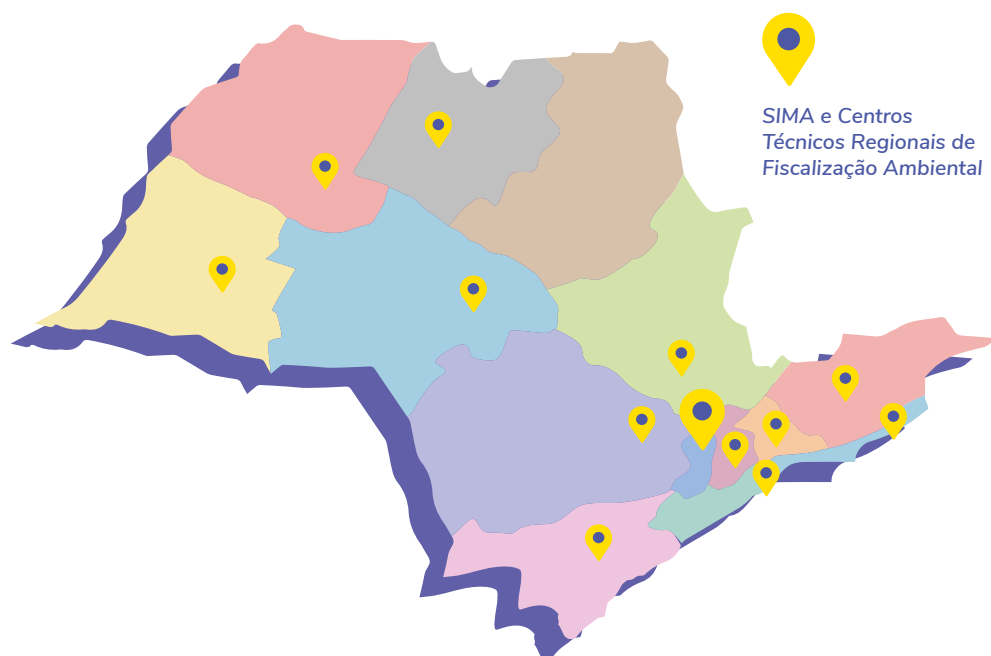 SIMA e Centros
Técnicos Regionais de
Fiscalização Ambiental